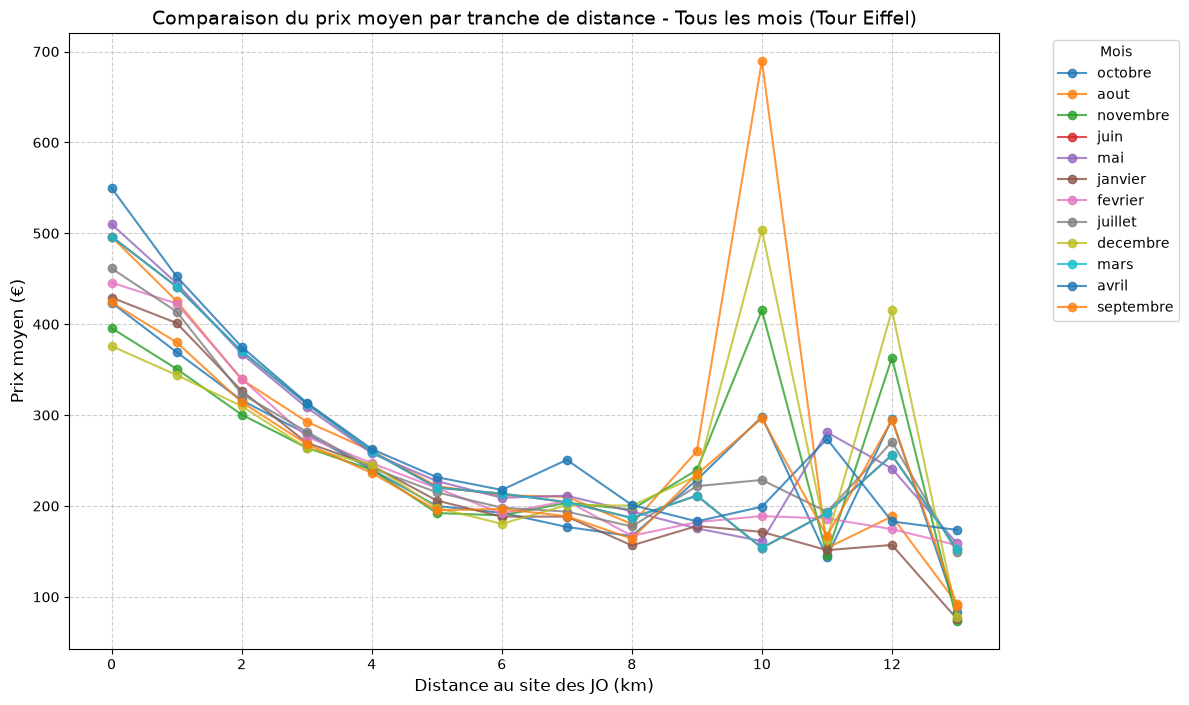 Comparaison du prix moyen par tranche de distance - Tous les mois (Tour Eiffel)
Prix moyen (€)
700
600
500
400
300
200
100
0
2
4
6
8
10
12
Distance au site des JO (km)
Mois
octobre
aout
novembre
juin
mai
janvier
fevrier
juillet
decembre
mars
avril
septembre